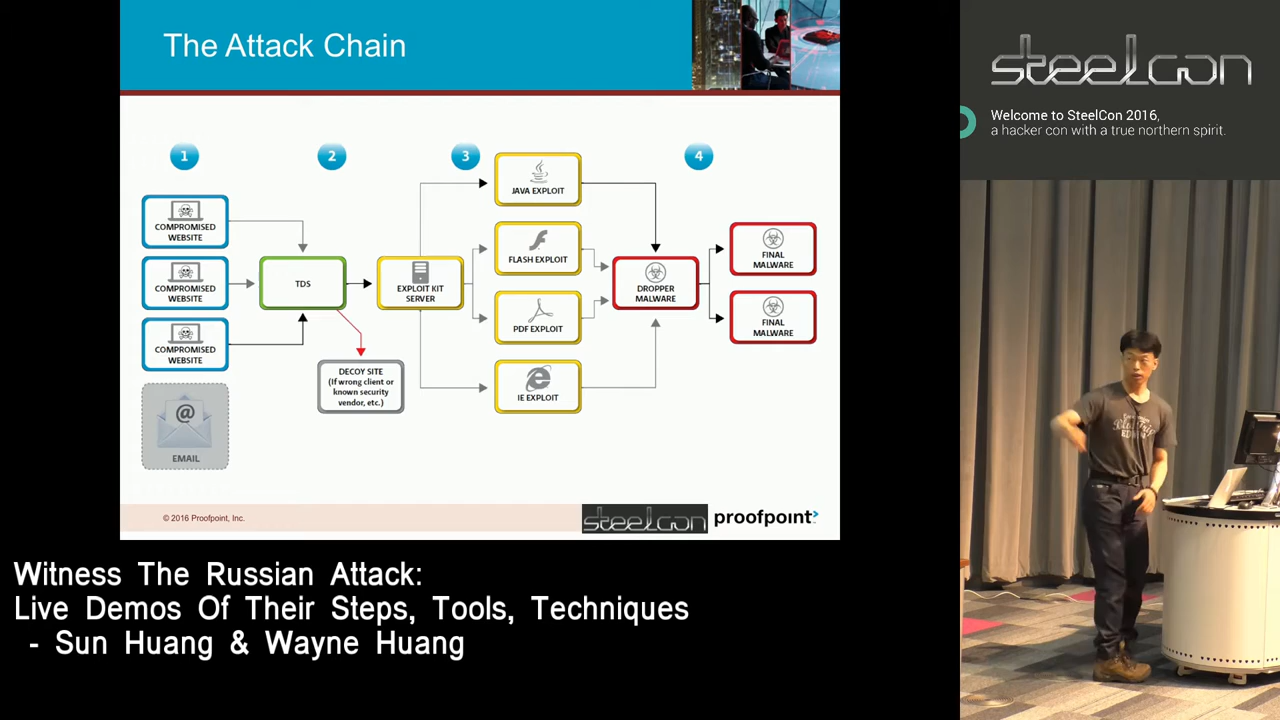 The Attack Chain
1
2
3
4
COMPROMISED
WEBSITE
COMPROMISED
WEBSITE
COMPROMISED
WEBSITE
@
EMAIL
TDS
DECOY SITE
(If wrong client or
known security
vendor, etc.)
EXPLOIT KIT
SERVER
JAVA EXPLOIT
FLASH EXPLOIT
PDF EXPLOIT
IE EXPLOIT
DROPPER
MALWARE
FINAL
MALWARE
FINAL
MALWARE
© 2016 Proofpoint, Inc.
steelcon
proofpoint
steelcon
Welcome to SteelCon 2016,
a hacker con with a true northern spirit.
Witness The Russian Attack:
Live Demos Of Their Steps, Tools, Techniques
- Sun Huang & Wayne Huang